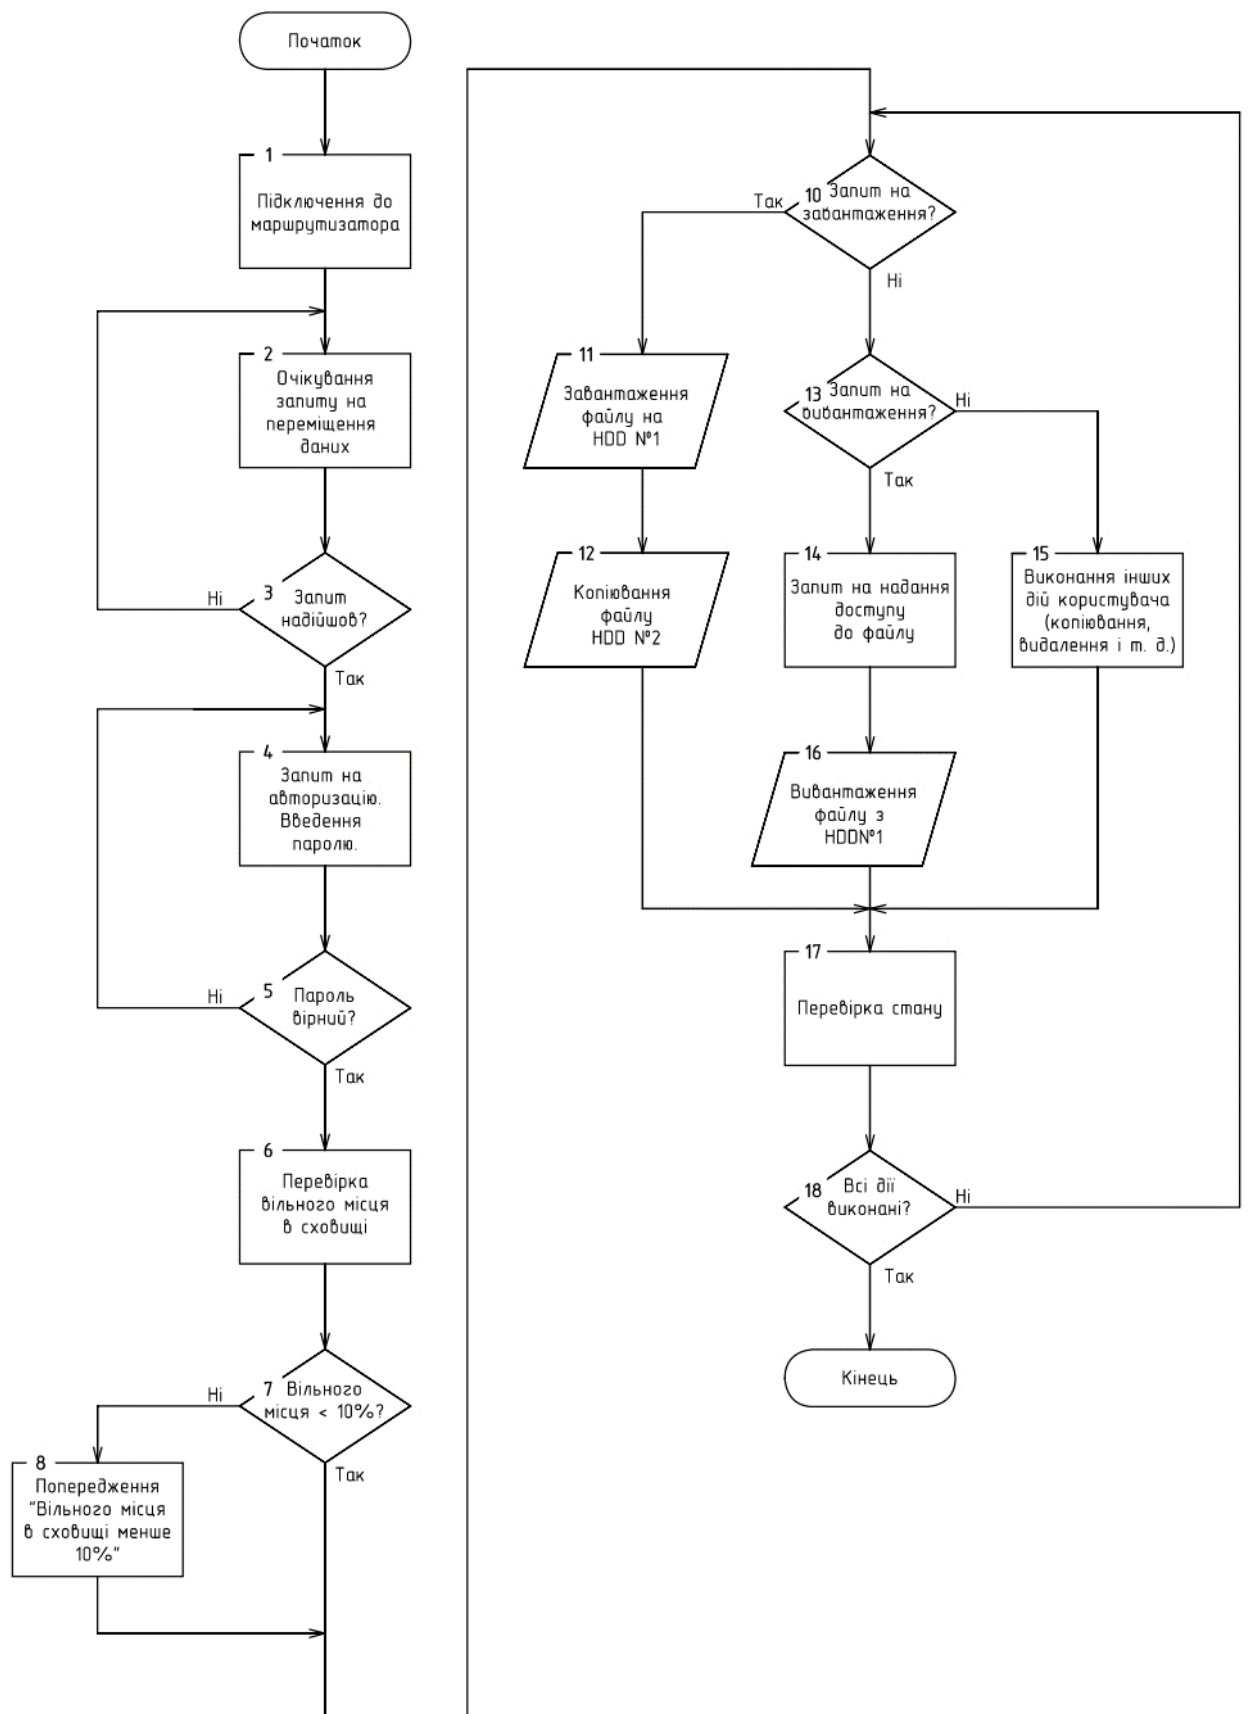 Початок
1
Підключення до
маршрутизатора
2
Очікування
запиту на
переміщення
даних
3
Запит
надійшов?
Ні
Так
4
Запит на
авторизацію.
Введення
паролю.
5
Пароль
вірний?
Ні
Так
6
Перевірка
вільного місця
в сховищі
7 Вільного
місця < 10%?
Ні
Так
8
Попередження
"Вільного місця
в сховищі менше
10%"
10 Запит на
завантаження?
Так
Ні
11
Завантаження
файлу на
HDD №1
12
Копіювання
файлу
HDD №2
13 Запит на
вивантаження?
Ні
Так
14
Запит на надання
доступу
до файлу
15
Виконання інших
дій користувача
(копіювання,
видалення і т. д.)
16
Вивантаження
файлу з
HDD№1
17
Перевірка стану
18 Всі дії
виконані?
Ні
Так
Кінець